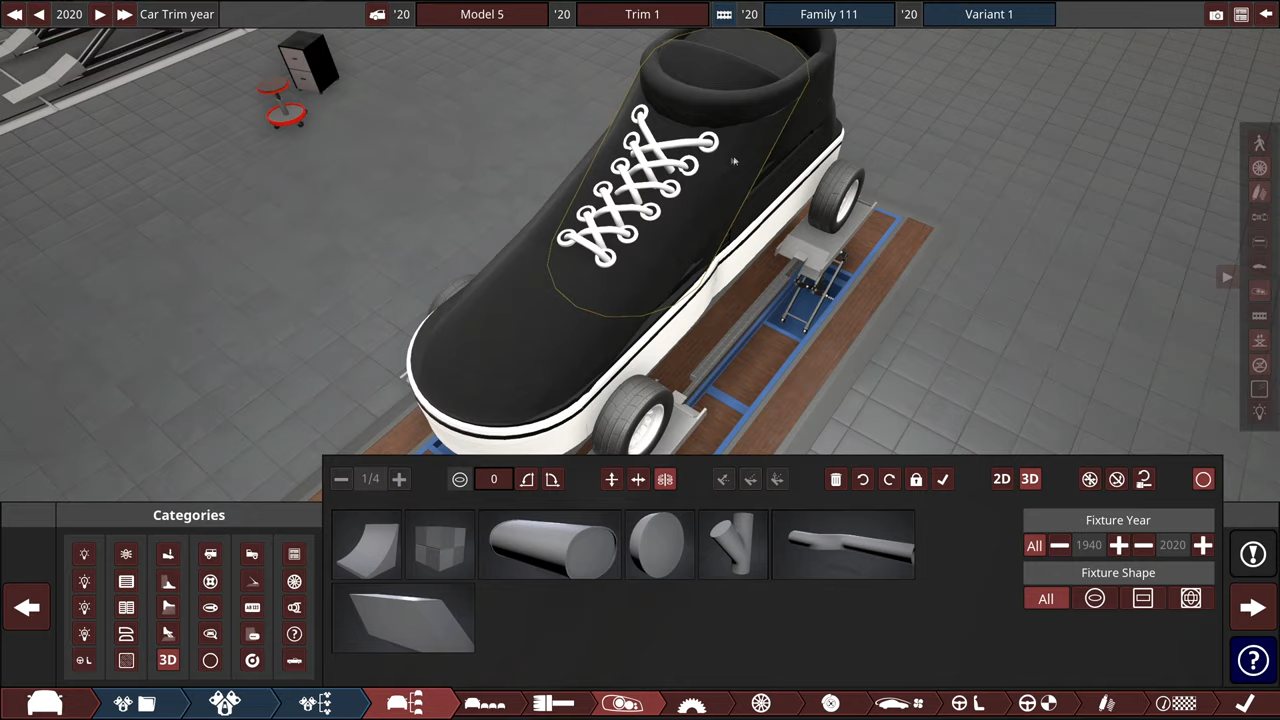 2020 Car Trim year '20 Model 5 '20 Trim 1 '20 Family 111 '20 Variant 1
1/4 0 2D 3D
Categories
Fixture Year
All 1940 2020
Fixture Shape
All
3D
L
?
?